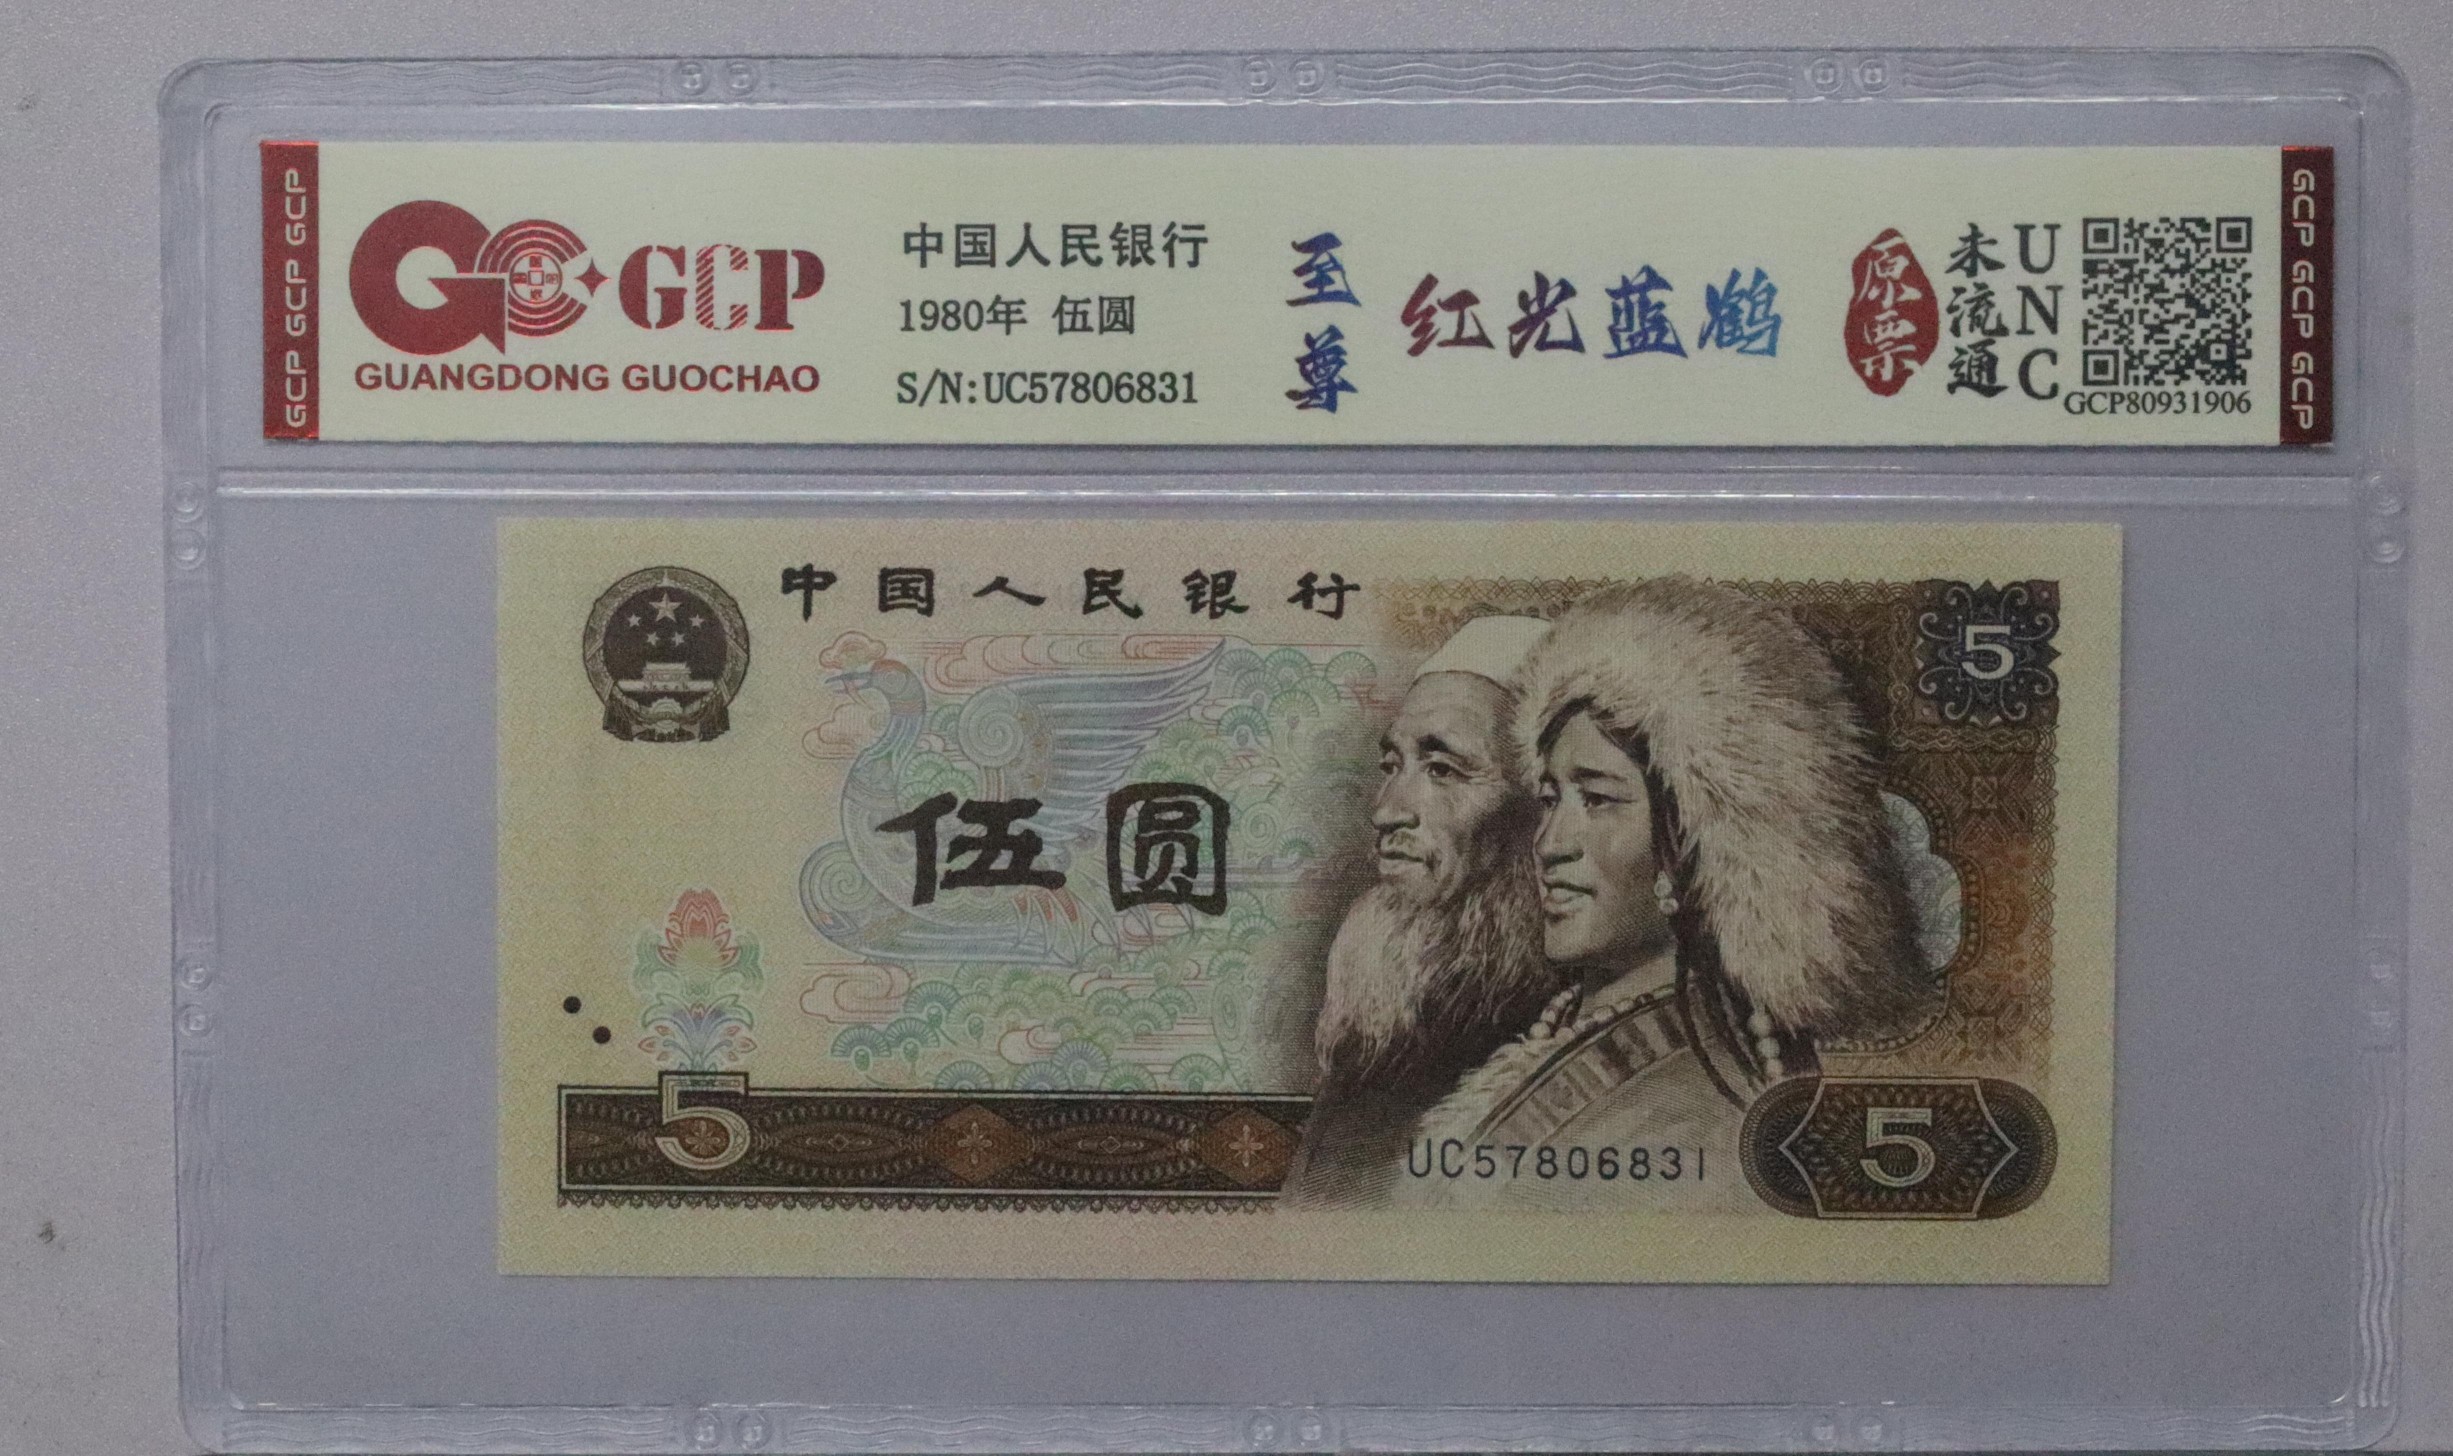 GCP GCP GCP
GCP
GUANGDONG GUOCHAO
中国人民银行
1980年 伍圆
S/N:UC57806831
至尊
红光蓝鹤
原票
未流通
UNC
GCP80931906
GCP GCP GCP
中国人民银行
5
伍圆
5
UC57806831
5